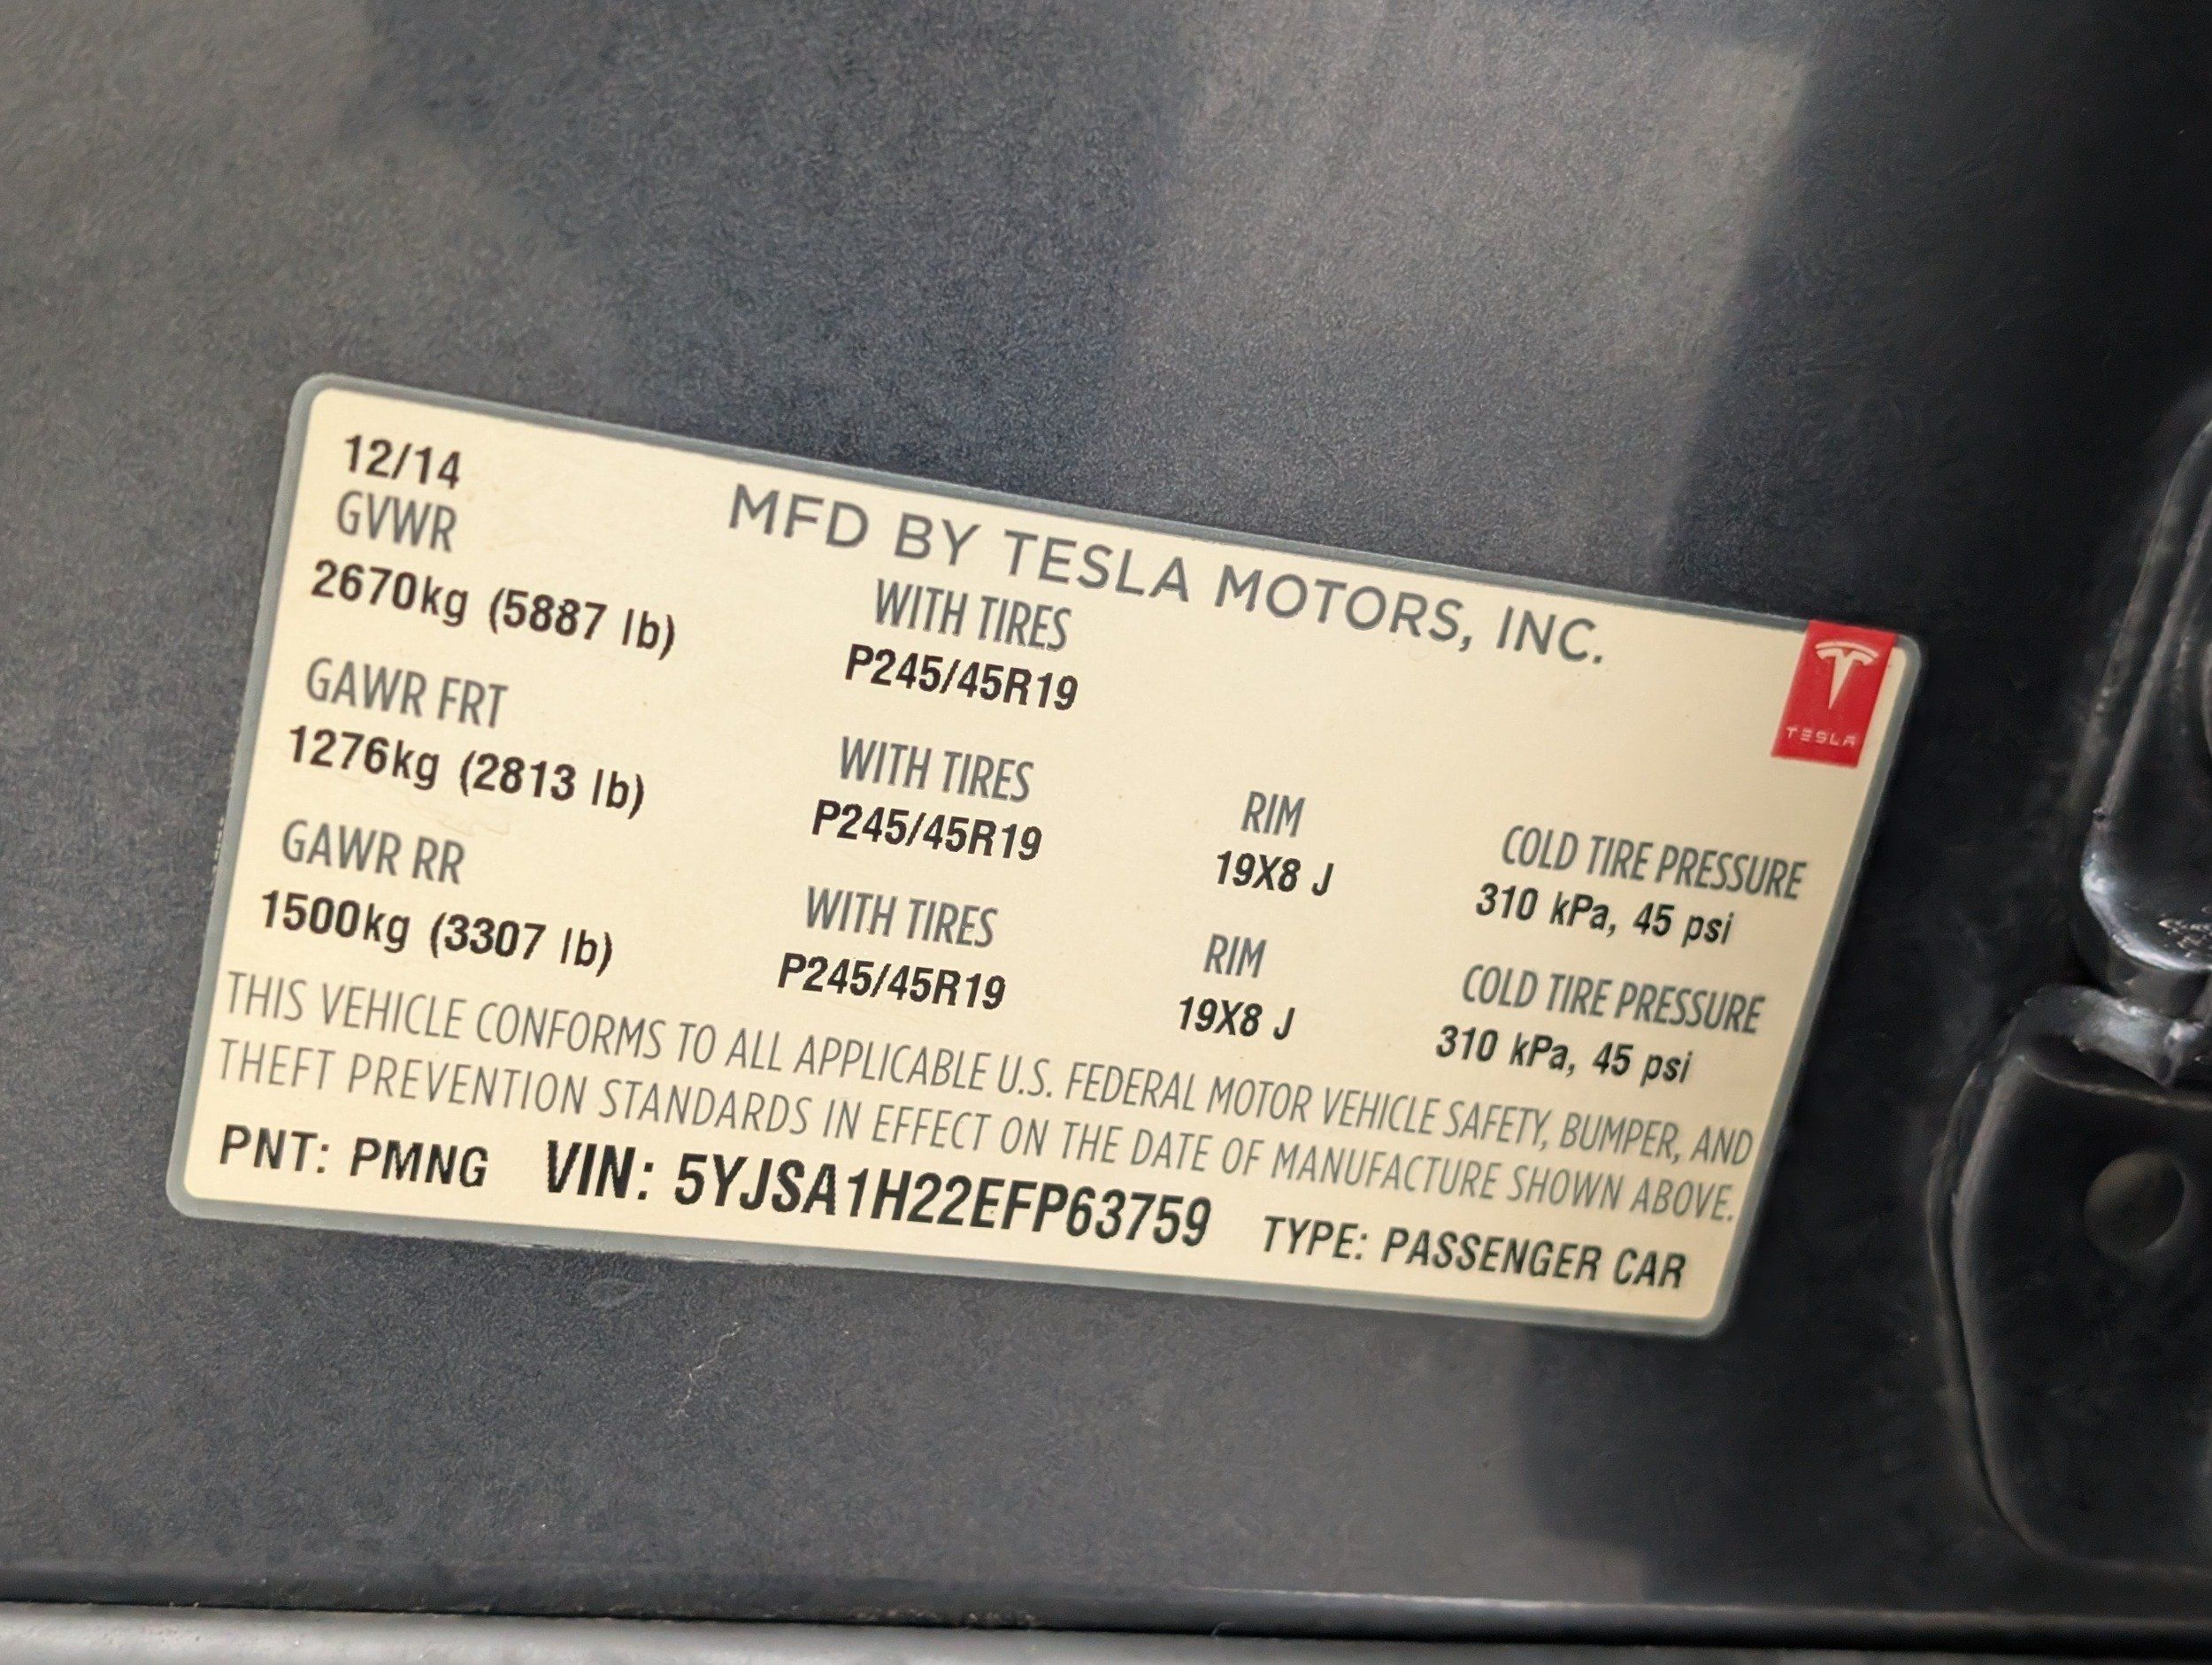 12/14
MFD BY TESLA MOTORS, INC.
TESLA
GVWR
2670kg (5887 lb)
WITH TIRES
P245/45R19
GAWR FRT
1276kg (2813 lb)
WITH TIRES
P245/45R19
RIM
19X8 J
COLD TIRE PRESSURE
310 kPa, 45 psi
GAWR RR
1500kg (3307 lb)
WITH TIRES
P245/45R19
RIM
19X8 J
COLD TIRE PRESSURE
310 kPa, 45 psi
THIS VEHICLE CONFORMS TO ALL APPLICABLE U.S. FEDERAL MOTOR VEHICLE SAFETY, BUMPER, AND
THEFT PREVENTION STANDARDS IN EFFECT ON THE DATE OF MANUFACTURE SHOWN ABOVE.
PNT: PMNG VIN: 5YJSA1H22EFP63759 TYPE: PASSENGER CAR